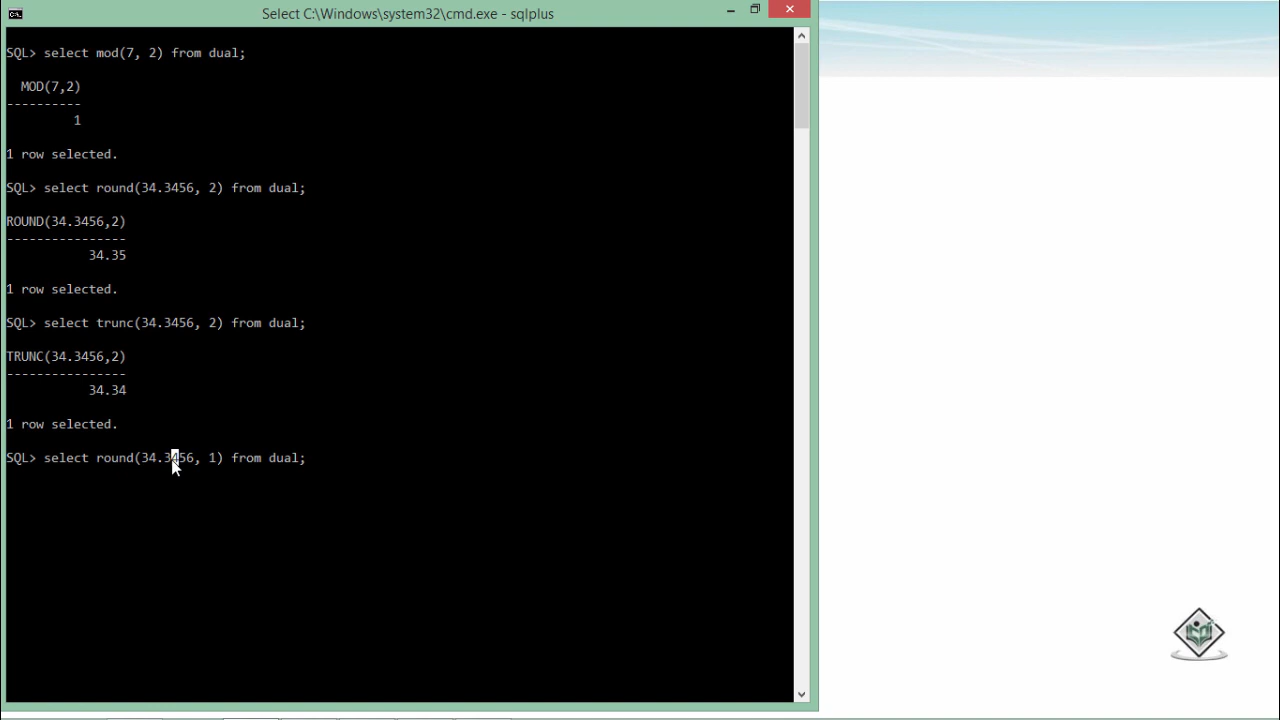 Select C:\Windows\system32\cmd.exe - sqlplus
SQL> select mod(7, 2) from dual;
  MOD(7,2)
----------
         1
1 row selected.
SQL> select round(34.3456, 2) from dual;
ROUND(34.3456,2)
----------------
           34.35
1 row selected.
SQL> select trunc(34.3456, 2) from dual;
TRUNC(34.3456,2)
----------------
           34.34
1 row selected.
SQL> select round(34.3456, 1) from dual;